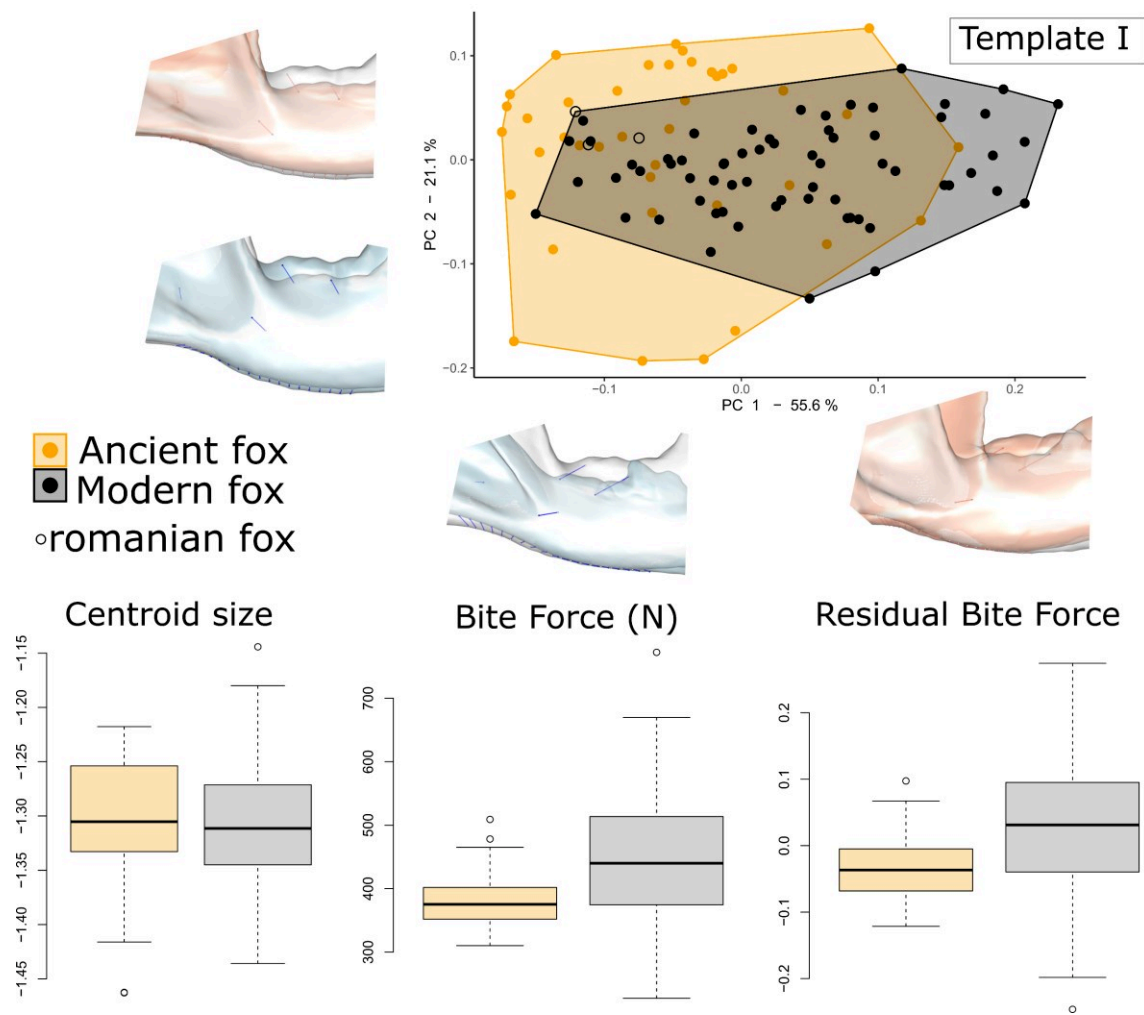 Template I
0.1
0.0
−0.1
−0.2
PC 2 − 21.1 %
−0.1
0.0
0.1
0.2
PC 1 − 55.6 %
Ancient fox
Modern fox
romanian fox
Centroid size
−1.15
−1.20
−1.25
−1.30
−1.35
−1.40
−1.45
Bite Force (N)
700
600
500
400
300
Residual Bite Force
0.2
0.1
0.0
−0.1
−0.2